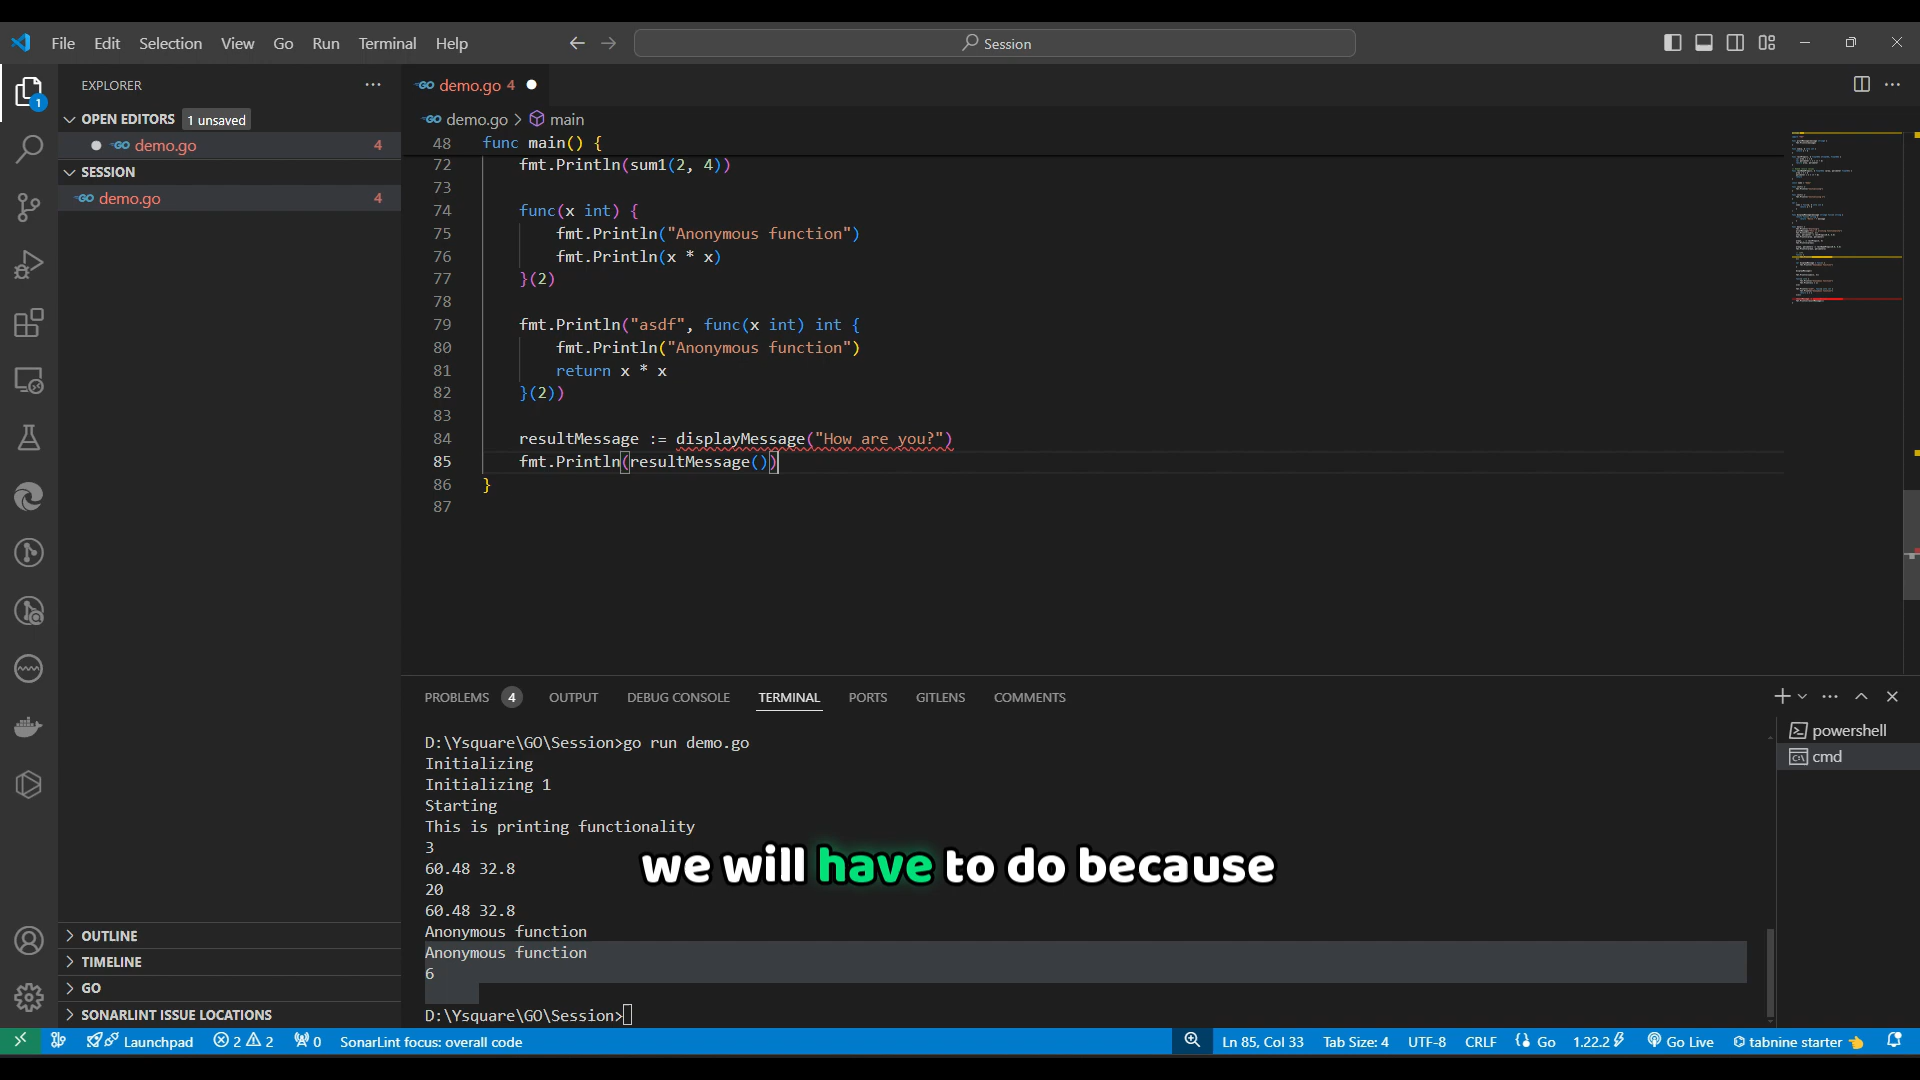 File Edit Selection View Go Run Terminal Help
Session
EXPLORER
OPEN EDITORS 1 unsaved
demo.go 4
SESSION
demo.go 4
OUTLINE
TIMELINE
GO
SONARLINT ISSUE LOCATIONS
demo.go 4
demo.go > main
48 func main() {
72 fmt.Println(sum1(2, 4))
73
74 func(x int) {
75 fmt.Println("Anonymous function")
76 fmt.Println(x * x)
77 }(2)
78
79 fmt.Println("asdf", func(x int) int {
80 fmt.Println("Anonymous function")
81 return x * x
82 }(2))
83
84 resultMessage := displayMessage("How are you?")
85 fmt.Println(resultMessage())
86 }
87
PROBLEMS 4 OUTPUT DEBUG CONSOLE TERMINAL PORTS GITLENS COMMENTS
D:\Ysquare\GO\Session>go run demo.go
Initializing
Initializing 1
Starting
This is printing functionality
3
60.48 32.8
20
60.48 32.8
Anonymous function
Anonymous function
6
D:\Ysquare\GO\Session>
powershell
cmd
we will have to do because
Launchpad 2 2 0 SonarLint focus: overall code Ln 85, Col 33 Tab Size: 4 UTF-8 CRLF Go 1.22.2 Go Live tabnine starter